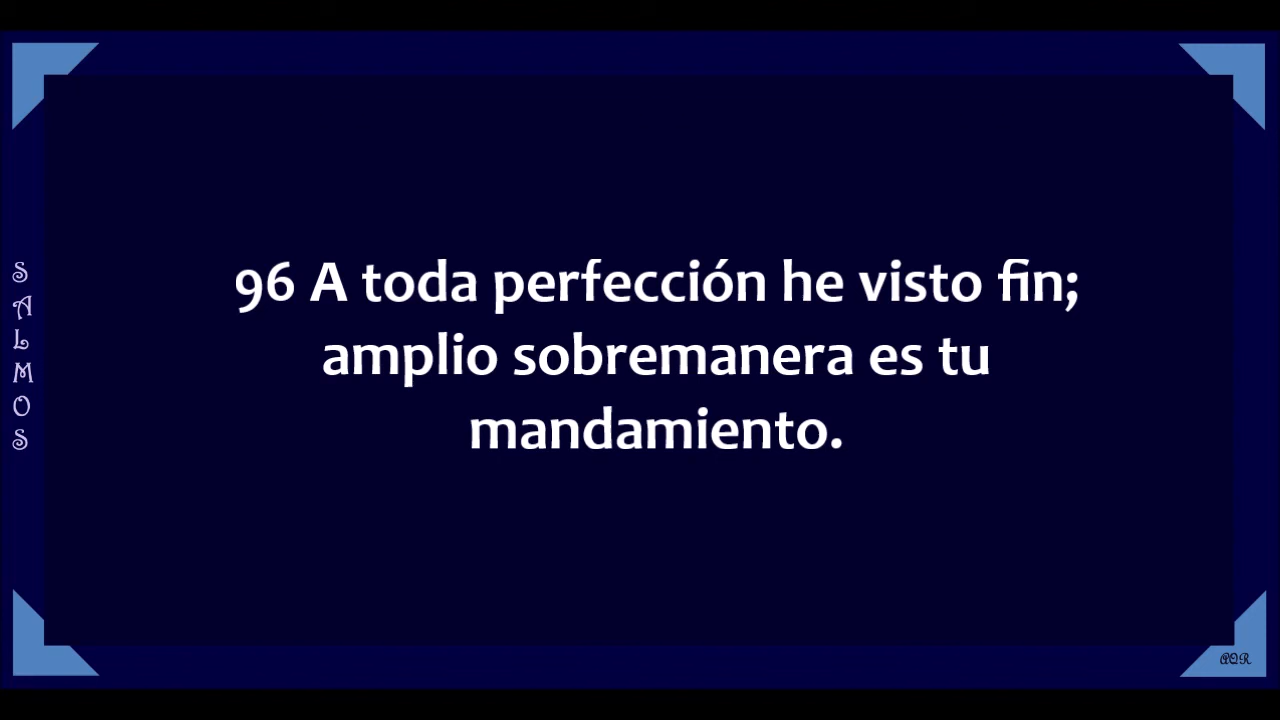 96 A toda perfección he visto fin;
amplio sobremanera es tu
mandamiento.
SALMOS